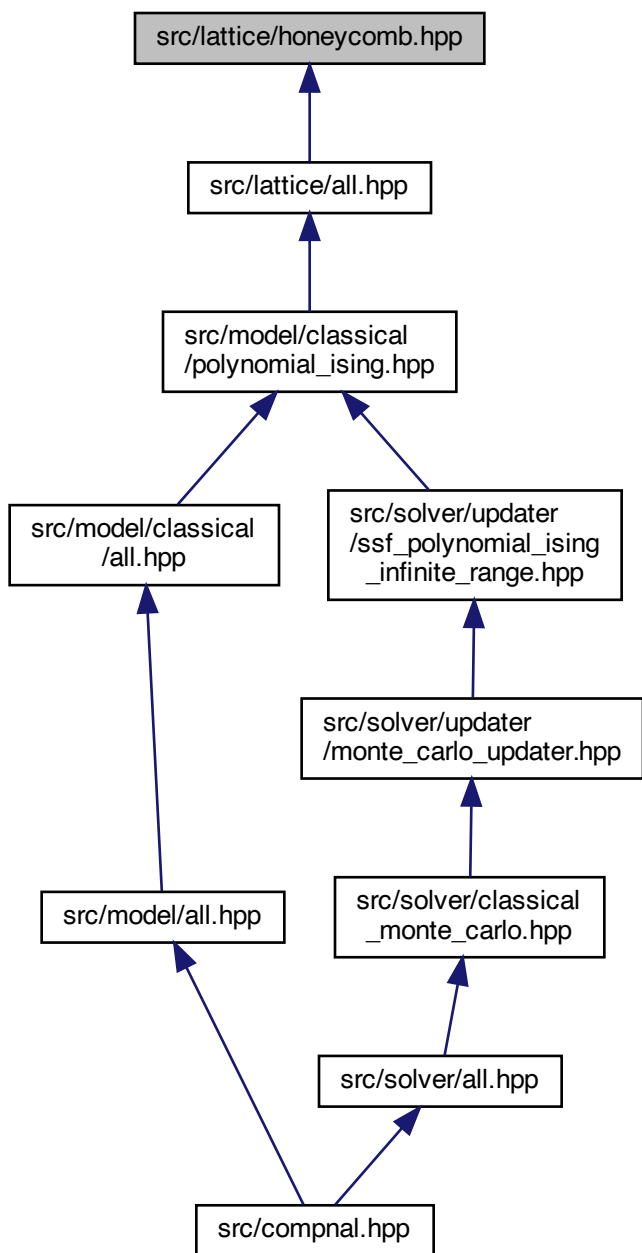 src/lattice/honeycomb.hpp
src/lattice/all.hpp
src/model/classical
/polynomial_ising.hpp
src/model/classical
/all.hpp
src/solver/updater
/ssf_polynomial_ising
_infinite_range.hpp
src/solver/updater
/monte_carlo_updater.hpp
src/model/all.hpp
src/solver/classical
_monte_carlo.hpp
src/solver/all.hpp
src/compnal.hpp